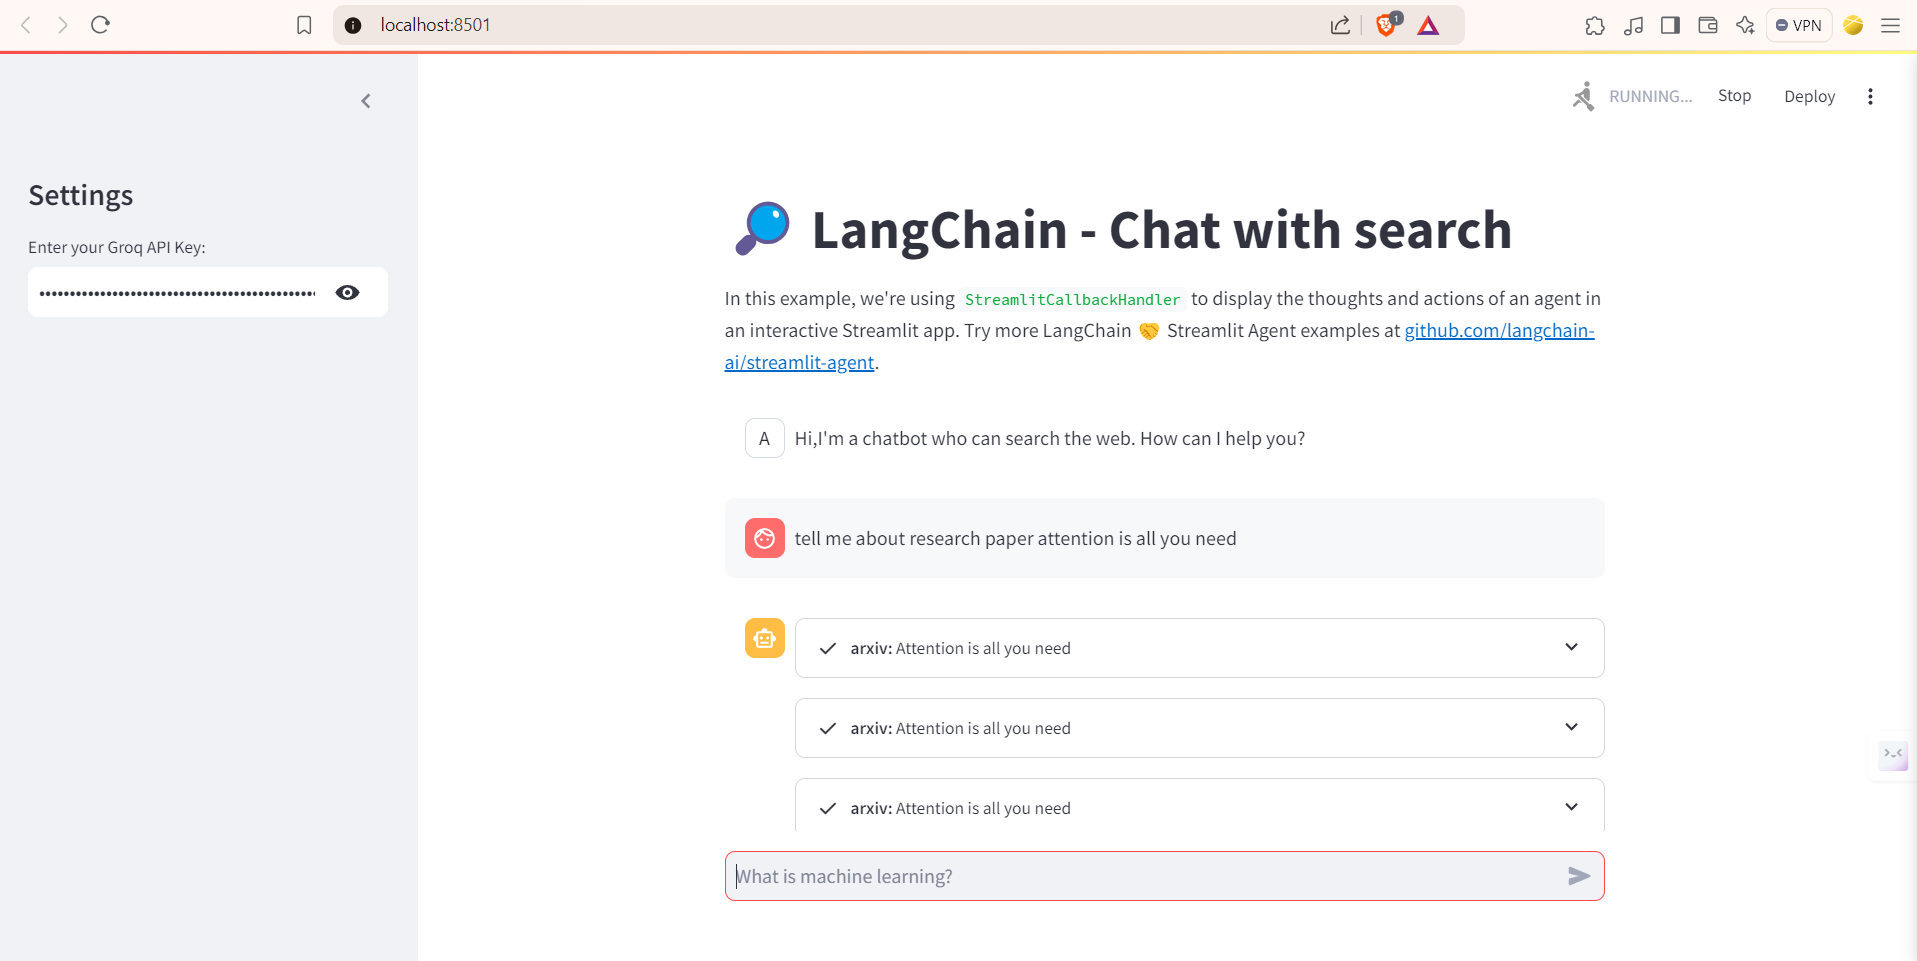 localhost:8501
1
VPN
RUNNING...
Stop
Deploy
Settings
Enter your Groq API Key:
••••••••••••••••••••••••••••••••••••••••••••••
LangChain - Chat with search
In this example, we're using StreamlitCallbackHandler to display the thoughts and actions of an agent in
an interactive Streamlit app. Try more LangChain 🤝 Streamlit Agent examples at github.com/langchain-
ai/streamlit-agent.
A
Hi,I'm a chatbot who can search the web. How can I help you?
tell me about research paper attention is all you need
arxiv: Attention is all you need
arxiv: Attention is all you need
arxiv: Attention is all you need
What is machine learning?